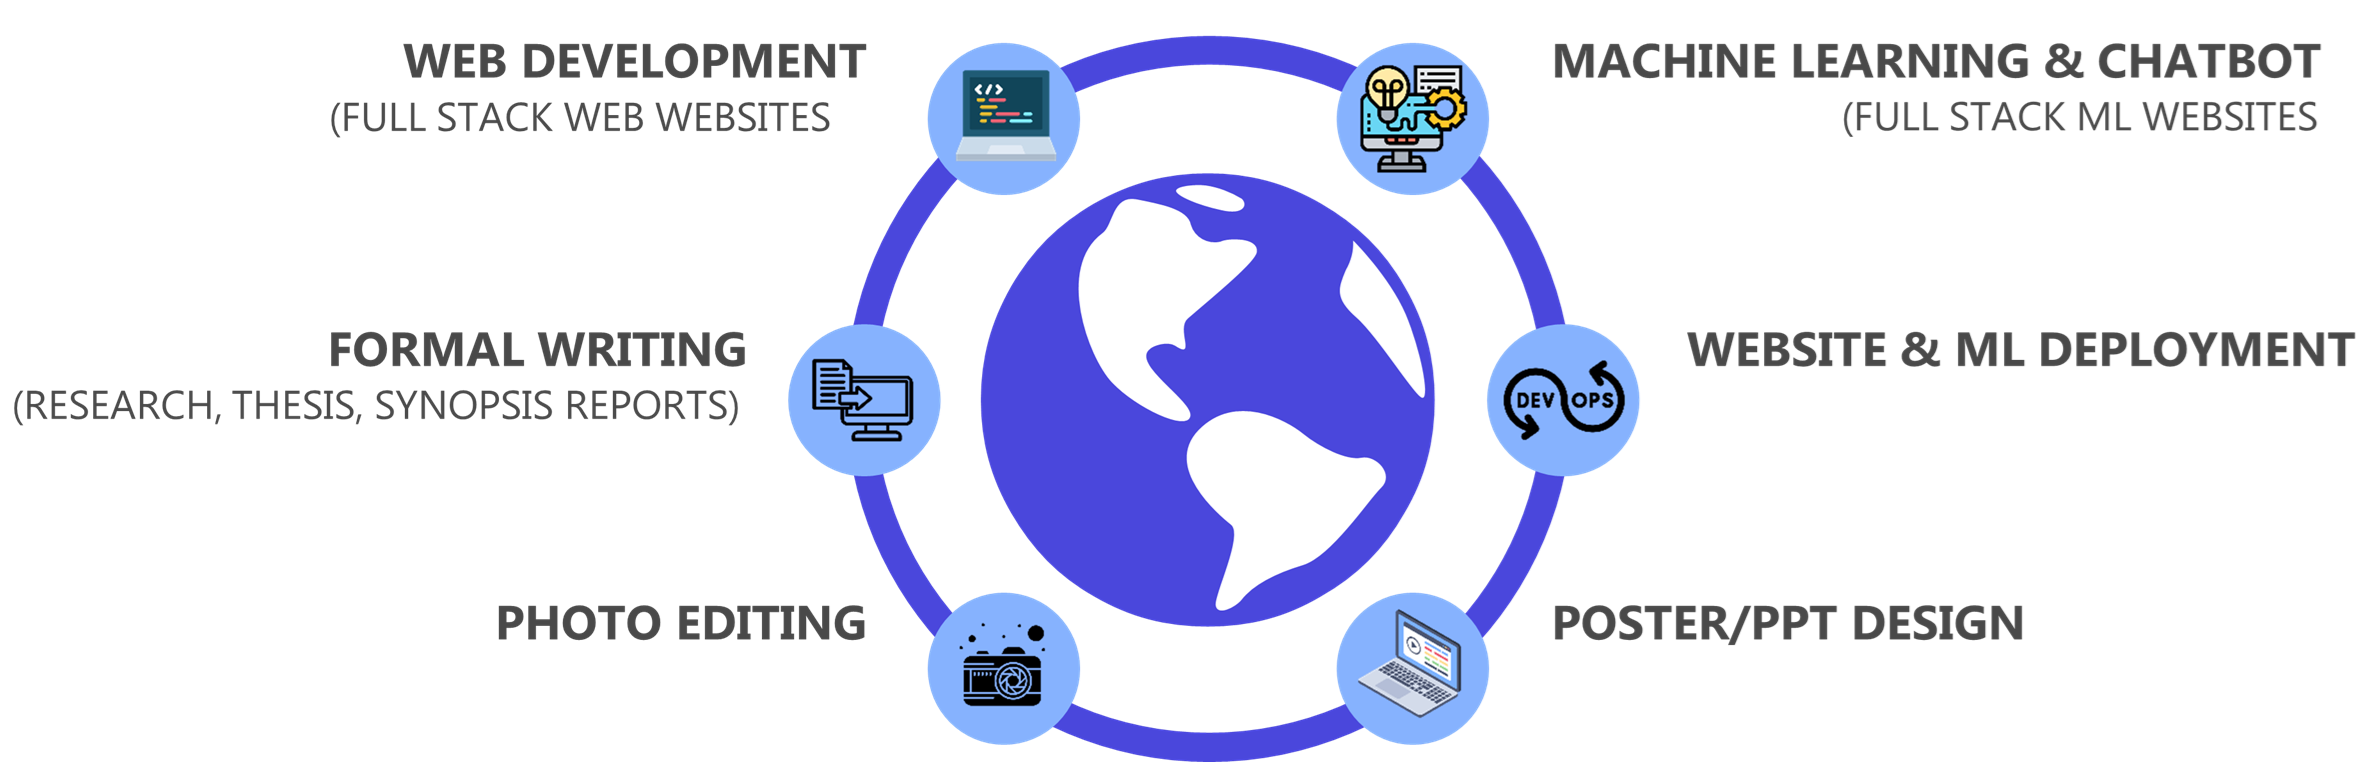 WEB DEVELOPMENT
(FULL STACK WEB WEBSITES
MACHINE LEARNING & CHATBOT
(FULL STACK ML WEBSITES
</>
FORMAL WRITING
(RESEARCH, THESIS, SYNOPSIS REPORTS)
WEBSITE & ML DEPLOYMENT
DEV OPS
PHOTO EDITING
POSTER/PPT DESIGN